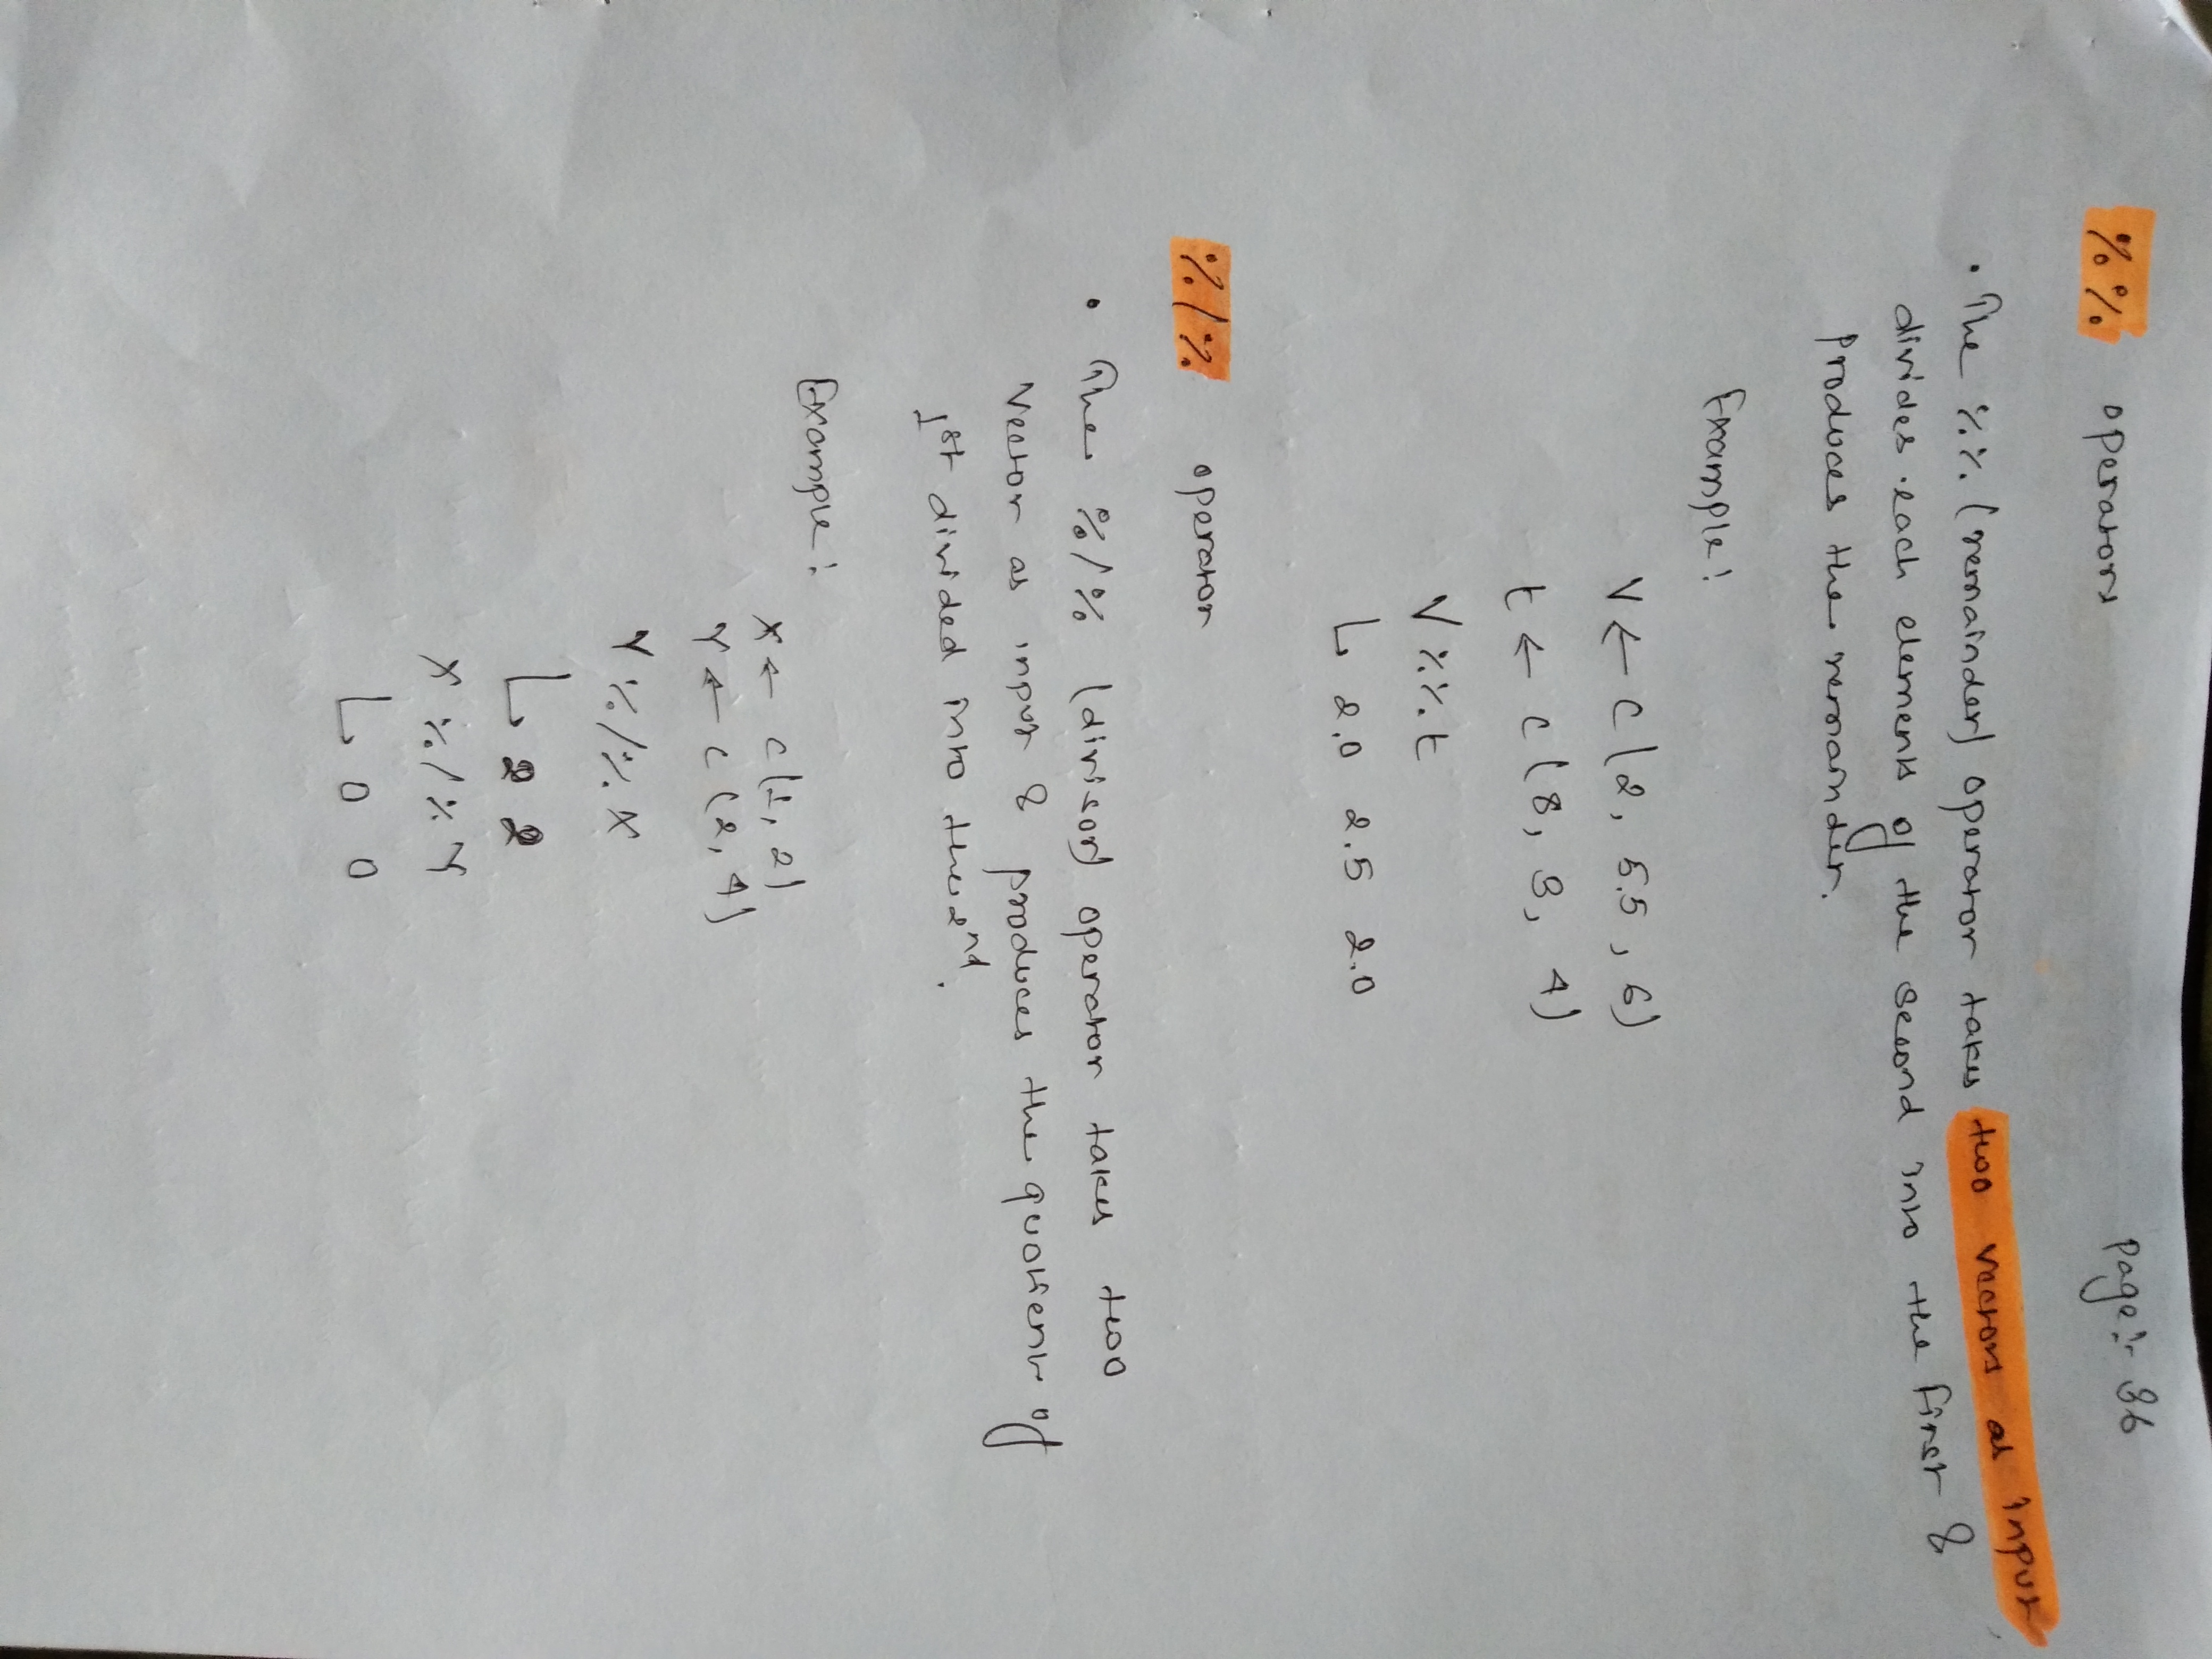 Page:- 36
%% operators
• The %% (remainder) operator takes two vectors as input
divides each elements of the second into the first &
produces the remainder.
Example:
V ← c(2, 5.5, 6)
t ← c(8, 3, 4)
V %% t
↳ 2.0 2.5 2.0
%/% operator
• The %/% (divisor) operator takes two
vector as input & produces the quotient of
1st divided into the 2nd.
Example:
X ← c(1, 2)
Y ← c(2, 4)
Y %/% X
↳ 2 2
X %/% Y
↳ 0 0